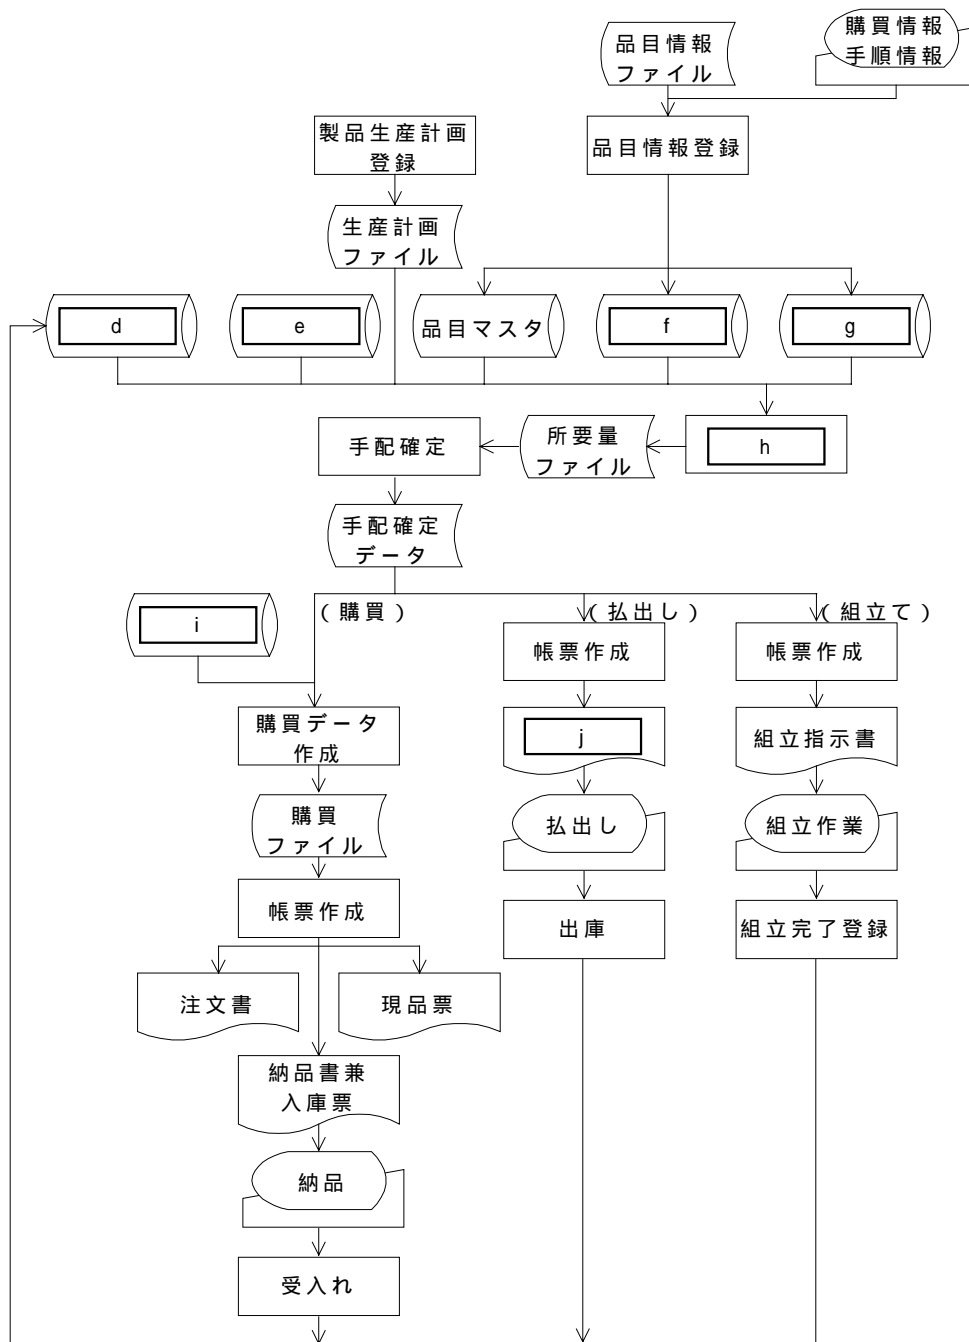 購買情報
手順情報
品目情報
ファイル
製品生産計画
登録
品目情報登録
生産計画
ファイル
d
e
品目マスタ
f
g
手配確定
所要量
ファイル
h
手配確定
データ
i
(購買)
(払出し)
(組立て)
帳票作成
帳票作成
購買データ
作成
j
組立指示書
購買
ファイル
払出し
組立作業
帳票作成
出庫
組立完了登録
注文書
現品票
納品書兼
入庫票
納品
受入れ